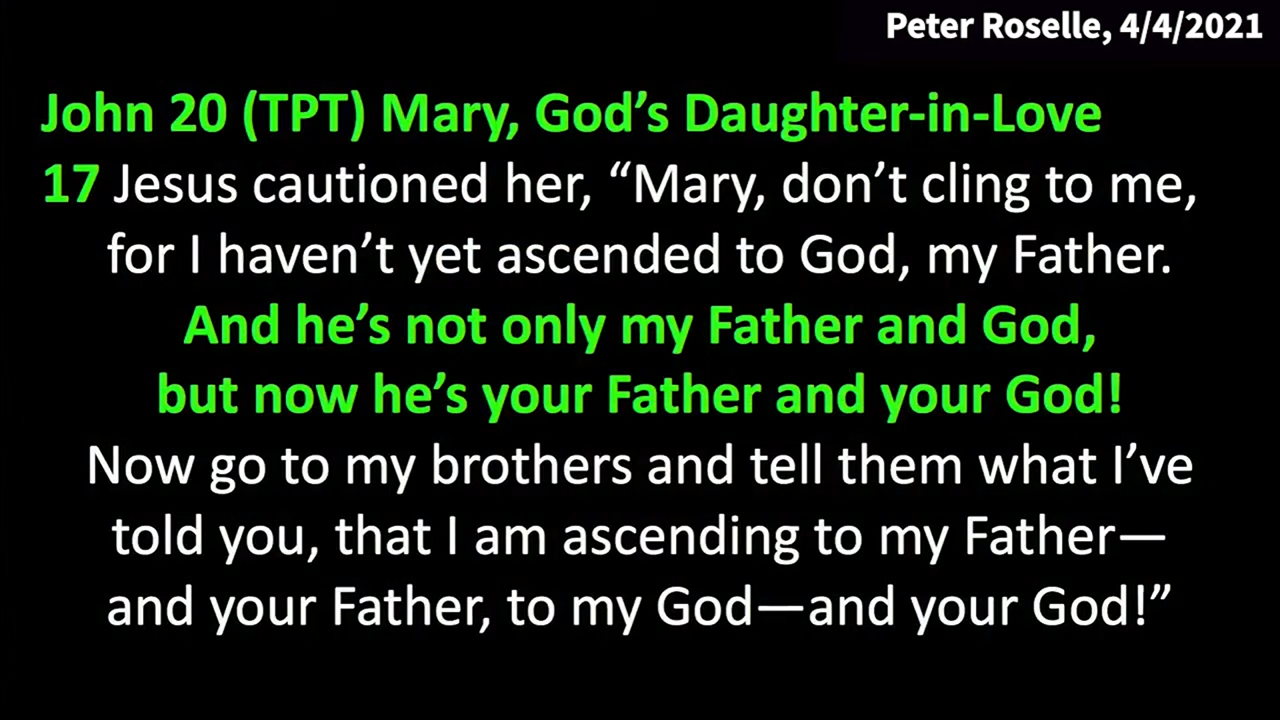 Peter Roselle, 4/4/2021
John 20 (TPT) Mary, God’s Daughter-in-Love
17 Jesus cautioned her, “Mary, don’t cling to me,
for I haven’t yet ascended to God, my Father.
And he’s not only my Father and God,
but now he’s your Father and your God!
Now go to my brothers and tell them what I’ve
told you, that I am ascending to my Father—
and your Father, to my God—and your God!”